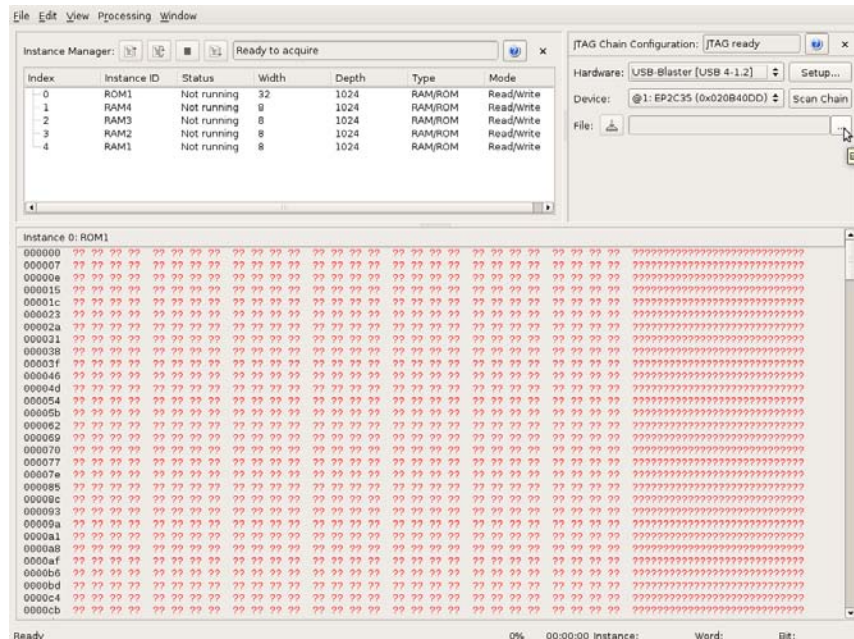 File Edit View Processing Window
Instance Manager: Ready to acquire
JTAG Chain Configuration: JTAG ready
Index Instance ID Status Width Depth Type Mode
0 ROM1 Not running 32 1024 RAM/ROM Read/Write
1 RAM4 Not running 8 1024 RAM/ROM Read/Write
2 RAM3 Not running 8 1024 RAM/ROM Read/Write
3 RAM2 Not running 8 1024 RAM/ROM Read/Write
4 RAM1 Not running 8 1024 RAM/ROM Read/Write
Hardware: USB-Blaster [USB 4-1.2] Setup...
Device: @1: EP2C35 (0x020B40DD) Scan Chain
File: ...
Instance 0: ROM1
000000 ?? ?? ?? ?? ?? ?? ?? ?? ?? ?? ?? ?? ?? ?? ?? ?? ?? ?? ?? ?? ?? ?? ?? ?? ?? ?? ?? ?? ????????????????????????????
000007 ?? ?? ?? ?? ?? ?? ?? ?? ?? ?? ?? ?? ?? ?? ?? ?? ?? ?? ?? ?? ?? ?? ?? ?? ?? ?? ?? ?? ????????????????????????????
00000e ?? ?? ?? ?? ?? ?? ?? ?? ?? ?? ?? ?? ?? ?? ?? ?? ?? ?? ?? ?? ?? ?? ?? ?? ?? ?? ?? ?? ????????????????????????????
000015 ?? ?? ?? ?? ?? ?? ?? ?? ?? ?? ?? ?? ?? ?? ?? ?? ?? ?? ?? ?? ?? ?? ?? ?? ?? ?? ?? ?? ????????????????????????????
00001c ?? ?? ?? ?? ?? ?? ?? ?? ?? ?? ?? ?? ?? ?? ?? ?? ?? ?? ?? ?? ?? ?? ?? ?? ?? ?? ?? ?? ????????????????????????????
000023 ?? ?? ?? ?? ?? ?? ?? ?? ?? ?? ?? ?? ?? ?? ?? ?? ?? ?? ?? ?? ?? ?? ?? ?? ?? ?? ?? ?? ????????????????????????????
00002a ?? ?? ?? ?? ?? ?? ?? ?? ?? ?? ?? ?? ?? ?? ?? ?? ?? ?? ?? ?? ?? ?? ?? ?? ?? ?? ?? ?? ????????????????????????????
000031 ?? ?? ?? ?? ?? ?? ?? ?? ?? ?? ?? ?? ?? ?? ?? ?? ?? ?? ?? ?? ?? ?? ?? ?? ?? ?? ?? ?? ????????????????????????????
000038 ?? ?? ?? ?? ?? ?? ?? ?? ?? ?? ?? ?? ?? ?? ?? ?? ?? ?? ?? ?? ?? ?? ?? ?? ?? ?? ?? ?? ????????????????????????????
00003f ?? ?? ?? ?? ?? ?? ?? ?? ?? ?? ?? ?? ?? ?? ?? ?? ?? ?? ?? ?? ?? ?? ?? ?? ?? ?? ?? ?? ????????????????????????????
000046 ?? ?? ?? ?? ?? ?? ?? ?? ?? ?? ?? ?? ?? ?? ?? ?? ?? ?? ?? ?? ?? ?? ?? ?? ?? ?? ?? ?? ????????????????????????????
00004d ?? ?? ?? ?? ?? ?? ?? ?? ?? ?? ?? ?? ?? ?? ?? ?? ?? ?? ?? ?? ?? ?? ?? ?? ?? ?? ?? ?? ????????????????????????????
000054 ?? ?? ?? ?? ?? ?? ?? ?? ?? ?? ?? ?? ?? ?? ?? ?? ?? ?? ?? ?? ?? ?? ?? ?? ?? ?? ?? ?? ????????????????????????????
00005b ?? ?? ?? ?? ?? ?? ?? ?? ?? ?? ?? ?? ?? ?? ?? ?? ?? ?? ?? ?? ?? ?? ?? ?? ?? ?? ?? ?? ????????????????????????????
000062 ?? ?? ?? ?? ?? ?? ?? ?? ?? ?? ?? ?? ?? ?? ?? ?? ?? ?? ?? ?? ?? ?? ?? ?? ?? ?? ?? ?? ????????????????????????????
000069 ?? ?? ?? ?? ?? ?? ?? ?? ?? ?? ?? ?? ?? ?? ?? ?? ?? ?? ?? ?? ?? ?? ?? ?? ?? ?? ?? ?? ????????????????????????????
000070 ?? ?? ?? ?? ?? ?? ?? ?? ?? ?? ?? ?? ?? ?? ?? ?? ?? ?? ?? ?? ?? ?? ?? ?? ?? ?? ?? ?? ????????????????????????????
000077 ?? ?? ?? ?? ?? ?? ?? ?? ?? ?? ?? ?? ?? ?? ?? ?? ?? ?? ?? ?? ?? ?? ?? ?? ?? ?? ?? ?? ????????????????????????????
00007e ?? ?? ?? ?? ?? ?? ?? ?? ?? ?? ?? ?? ?? ?? ?? ?? ?? ?? ?? ?? ?? ?? ?? ?? ?? ?? ?? ?? ????????????????????????????
000085 ?? ?? ?? ?? ?? ?? ?? ?? ?? ?? ?? ?? ?? ?? ?? ?? ?? ?? ?? ?? ?? ?? ?? ?? ?? ?? ?? ?? ????????????????????????????
00008c ?? ?? ?? ?? ?? ?? ?? ?? ?? ?? ?? ?? ?? ?? ?? ?? ?? ?? ?? ?? ?? ?? ?? ?? ?? ?? ?? ?? ????????????????????????????
000093 ?? ?? ?? ?? ?? ?? ?? ?? ?? ?? ?? ?? ?? ?? ?? ?? ?? ?? ?? ?? ?? ?? ?? ?? ?? ?? ?? ?? ????????????????????????????
00009a ?? ?? ?? ?? ?? ?? ?? ?? ?? ?? ?? ?? ?? ?? ?? ?? ?? ?? ?? ?? ?? ?? ?? ?? ?? ?? ?? ?? ????????????????????????????
0000a1 ?? ?? ?? ?? ?? ?? ?? ?? ?? ?? ?? ?? ?? ?? ?? ?? ?? ?? ?? ?? ?? ?? ?? ?? ?? ?? ?? ?? ????????????????????????????
0000a8 ?? ?? ?? ?? ?? ?? ?? ?? ?? ?? ?? ?? ?? ?? ?? ?? ?? ?? ?? ?? ?? ?? ?? ?? ?? ?? ?? ?? ????????????????????????????
0000af ?? ?? ?? ?? ?? ?? ?? ?? ?? ?? ?? ?? ?? ?? ?? ?? ?? ?? ?? ?? ?? ?? ?? ?? ?? ?? ?? ?? ????????????????????????????
0000b6 ?? ?? ?? ?? ?? ?? ?? ?? ?? ?? ?? ?? ?? ?? ?? ?? ?? ?? ?? ?? ?? ?? ?? ?? ?? ?? ?? ?? ????????????????????????????
0000bd ?? ?? ?? ?? ?? ?? ?? ?? ?? ?? ?? ?? ?? ?? ?? ?? ?? ?? ?? ?? ?? ?? ?? ?? ?? ?? ?? ?? ????????????????????????????
0000c4 ?? ?? ?? ?? ?? ?? ?? ?? ?? ?? ?? ?? ?? ?? ?? ?? ?? ?? ?? ?? ?? ?? ?? ?? ?? ?? ?? ?? ????????????????????????????
0000cb ?? ?? ?? ?? ?? ?? ?? ?? ?? ?? ?? ?? ?? ?? ?? ?? ?? ?? ?? ?? ?? ?? ?? ?? ?? ?? ?? ?? ????????????????????????????
Ready 0% 00:00:00 Instance: Word: Bit: